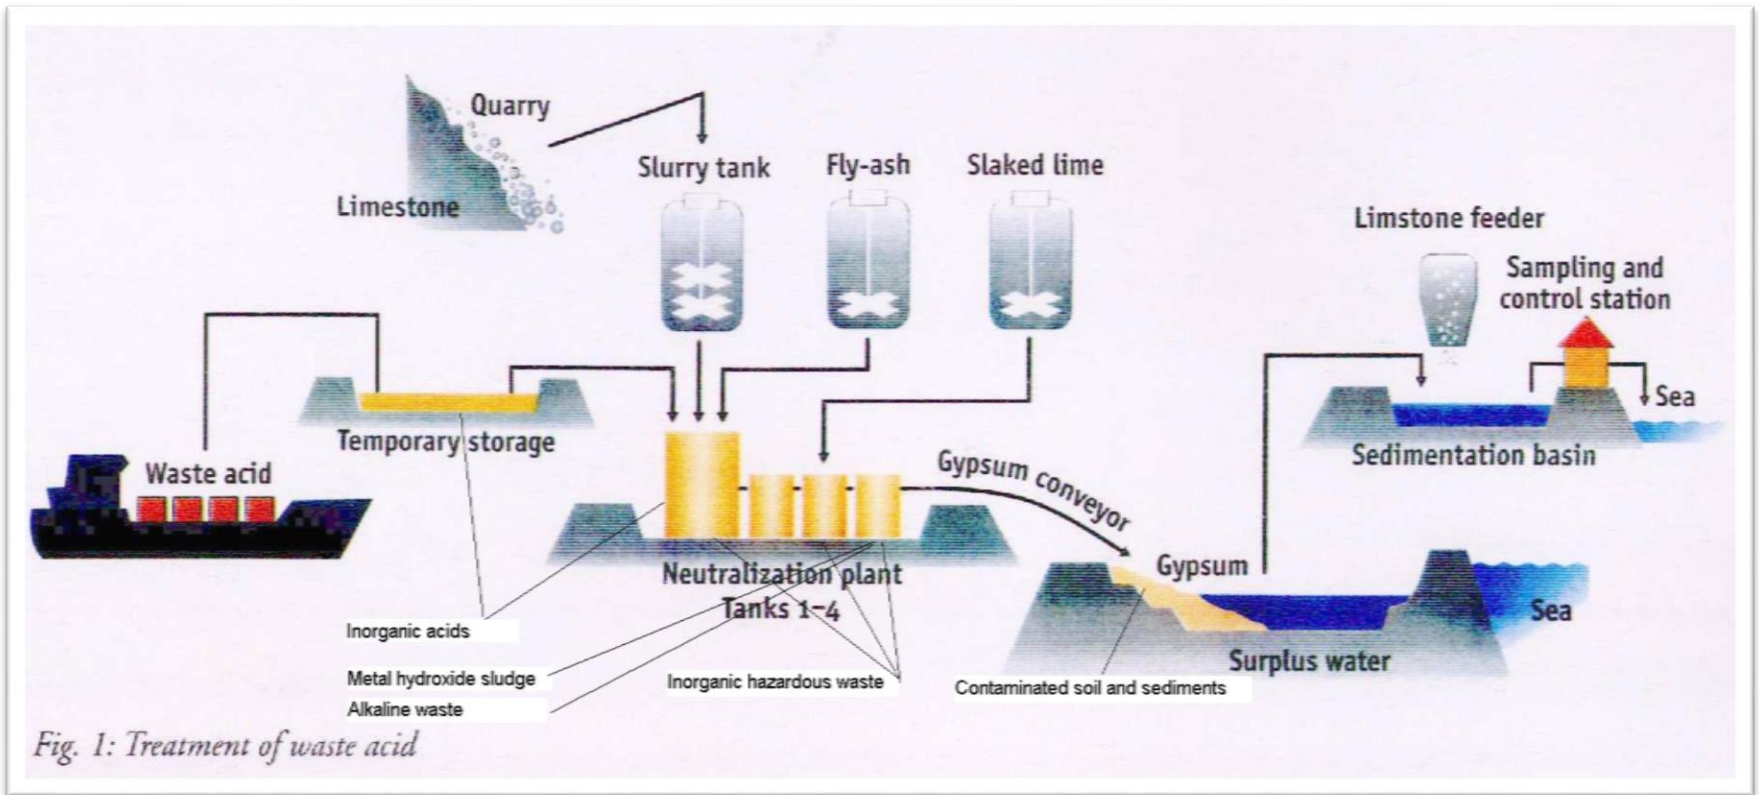 Quarry
Limestone
Slurry tank
Fly-ash
Slaked lime
Limstone feeder
Sampling and
control station
Sea
Sedimentation basin
Temporary storage
Waste acid
Gypsum conveyor
Neutralization plant
Tanks 1–4
Gypsum
Sea
Surplus water
Inorganic acids
Metal hydroxide sludge
Alkaline waste
Inorganic hazardous waste
Contaminated soil and sediments
Fig. 1: Treatment of waste acid